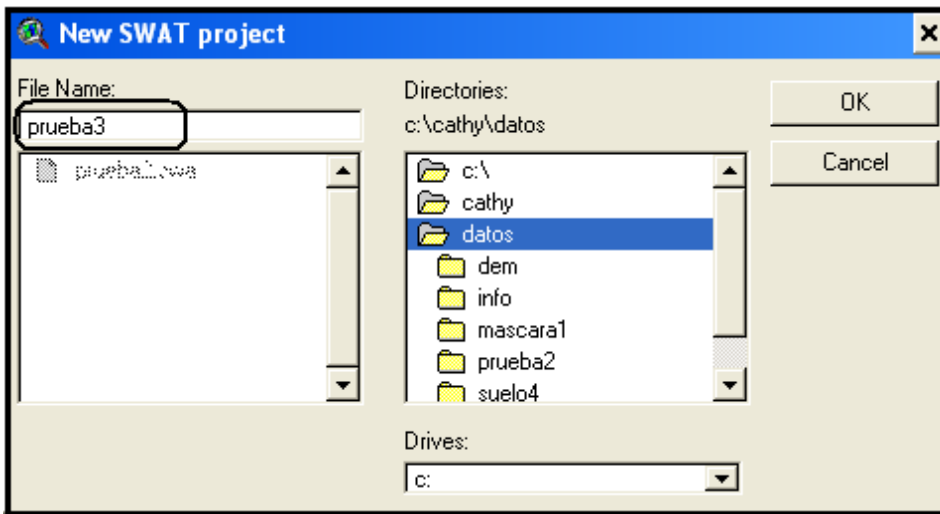 New SWAT project
File Name:
prueba3
Directories:
c:\cathy\datos
c:\
cathy
datos
dem
info
mascara1
prueba2
suelo4
Drives:
c:
OK
Cancel